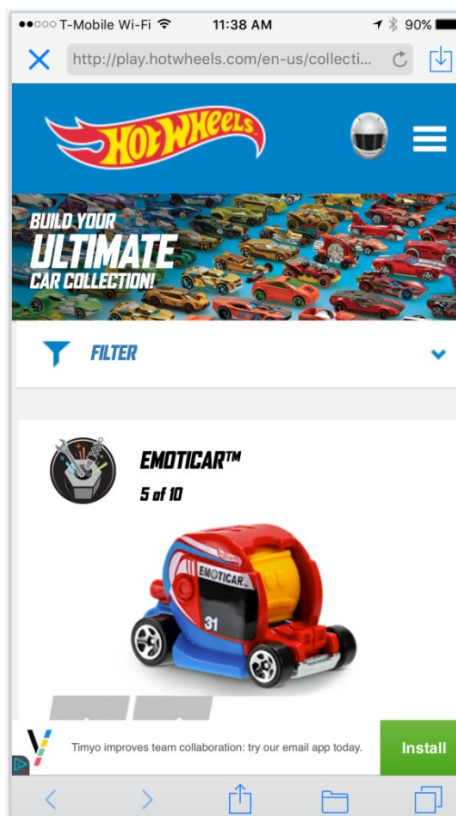 T-Mobile Wi-Fi 11:38 AM 90%
http://play.hotwheels.com/en-us/collecti...
HOT WHEELS
BUILD YOUR
ULTIMATE
CAR COLLECTION!
FILTER
EMOTICAR™
5 of 10
EMOTICAR
31
Timyo improves team collaboration: try our email app today.
Install